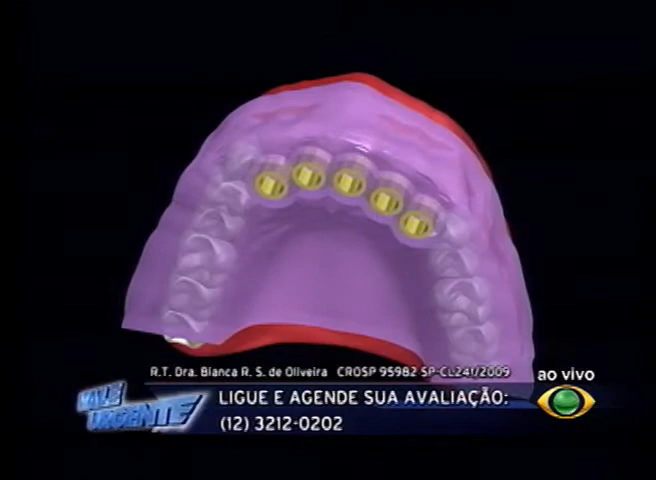 R.T. Dra. Bianca R. S. de Oliveira CROSP 95982 SP-CL241/2009
ao vivo
VALE
URGENTE
LIGUE E AGENDE SUA AVALIAÇÃO:
(12) 3212-0202